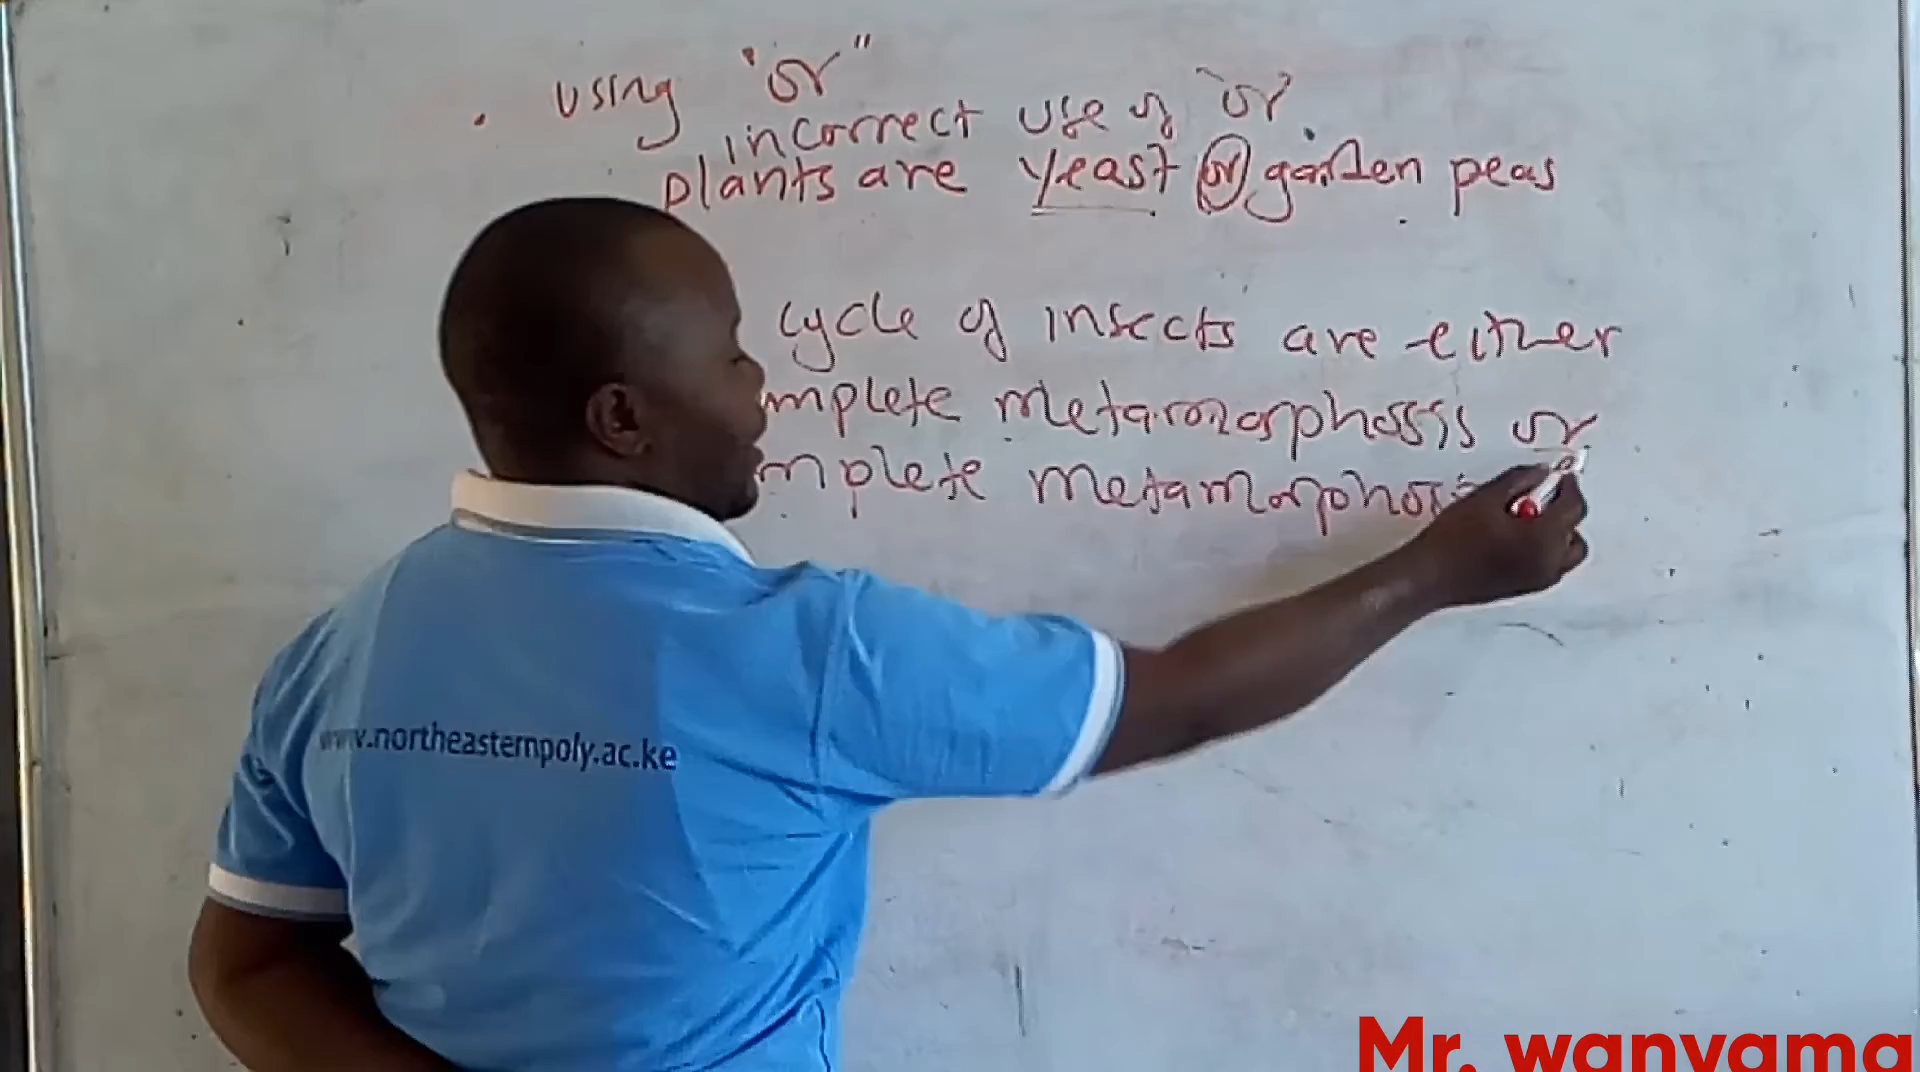 . using "or"
incorrect use of "or".
plants are yeast or garden peas
cycle of insects are either
mplete metamorphosis or
mplete metamorphosi
www.northeasternpoly.ac.ke
Mr. wanyama